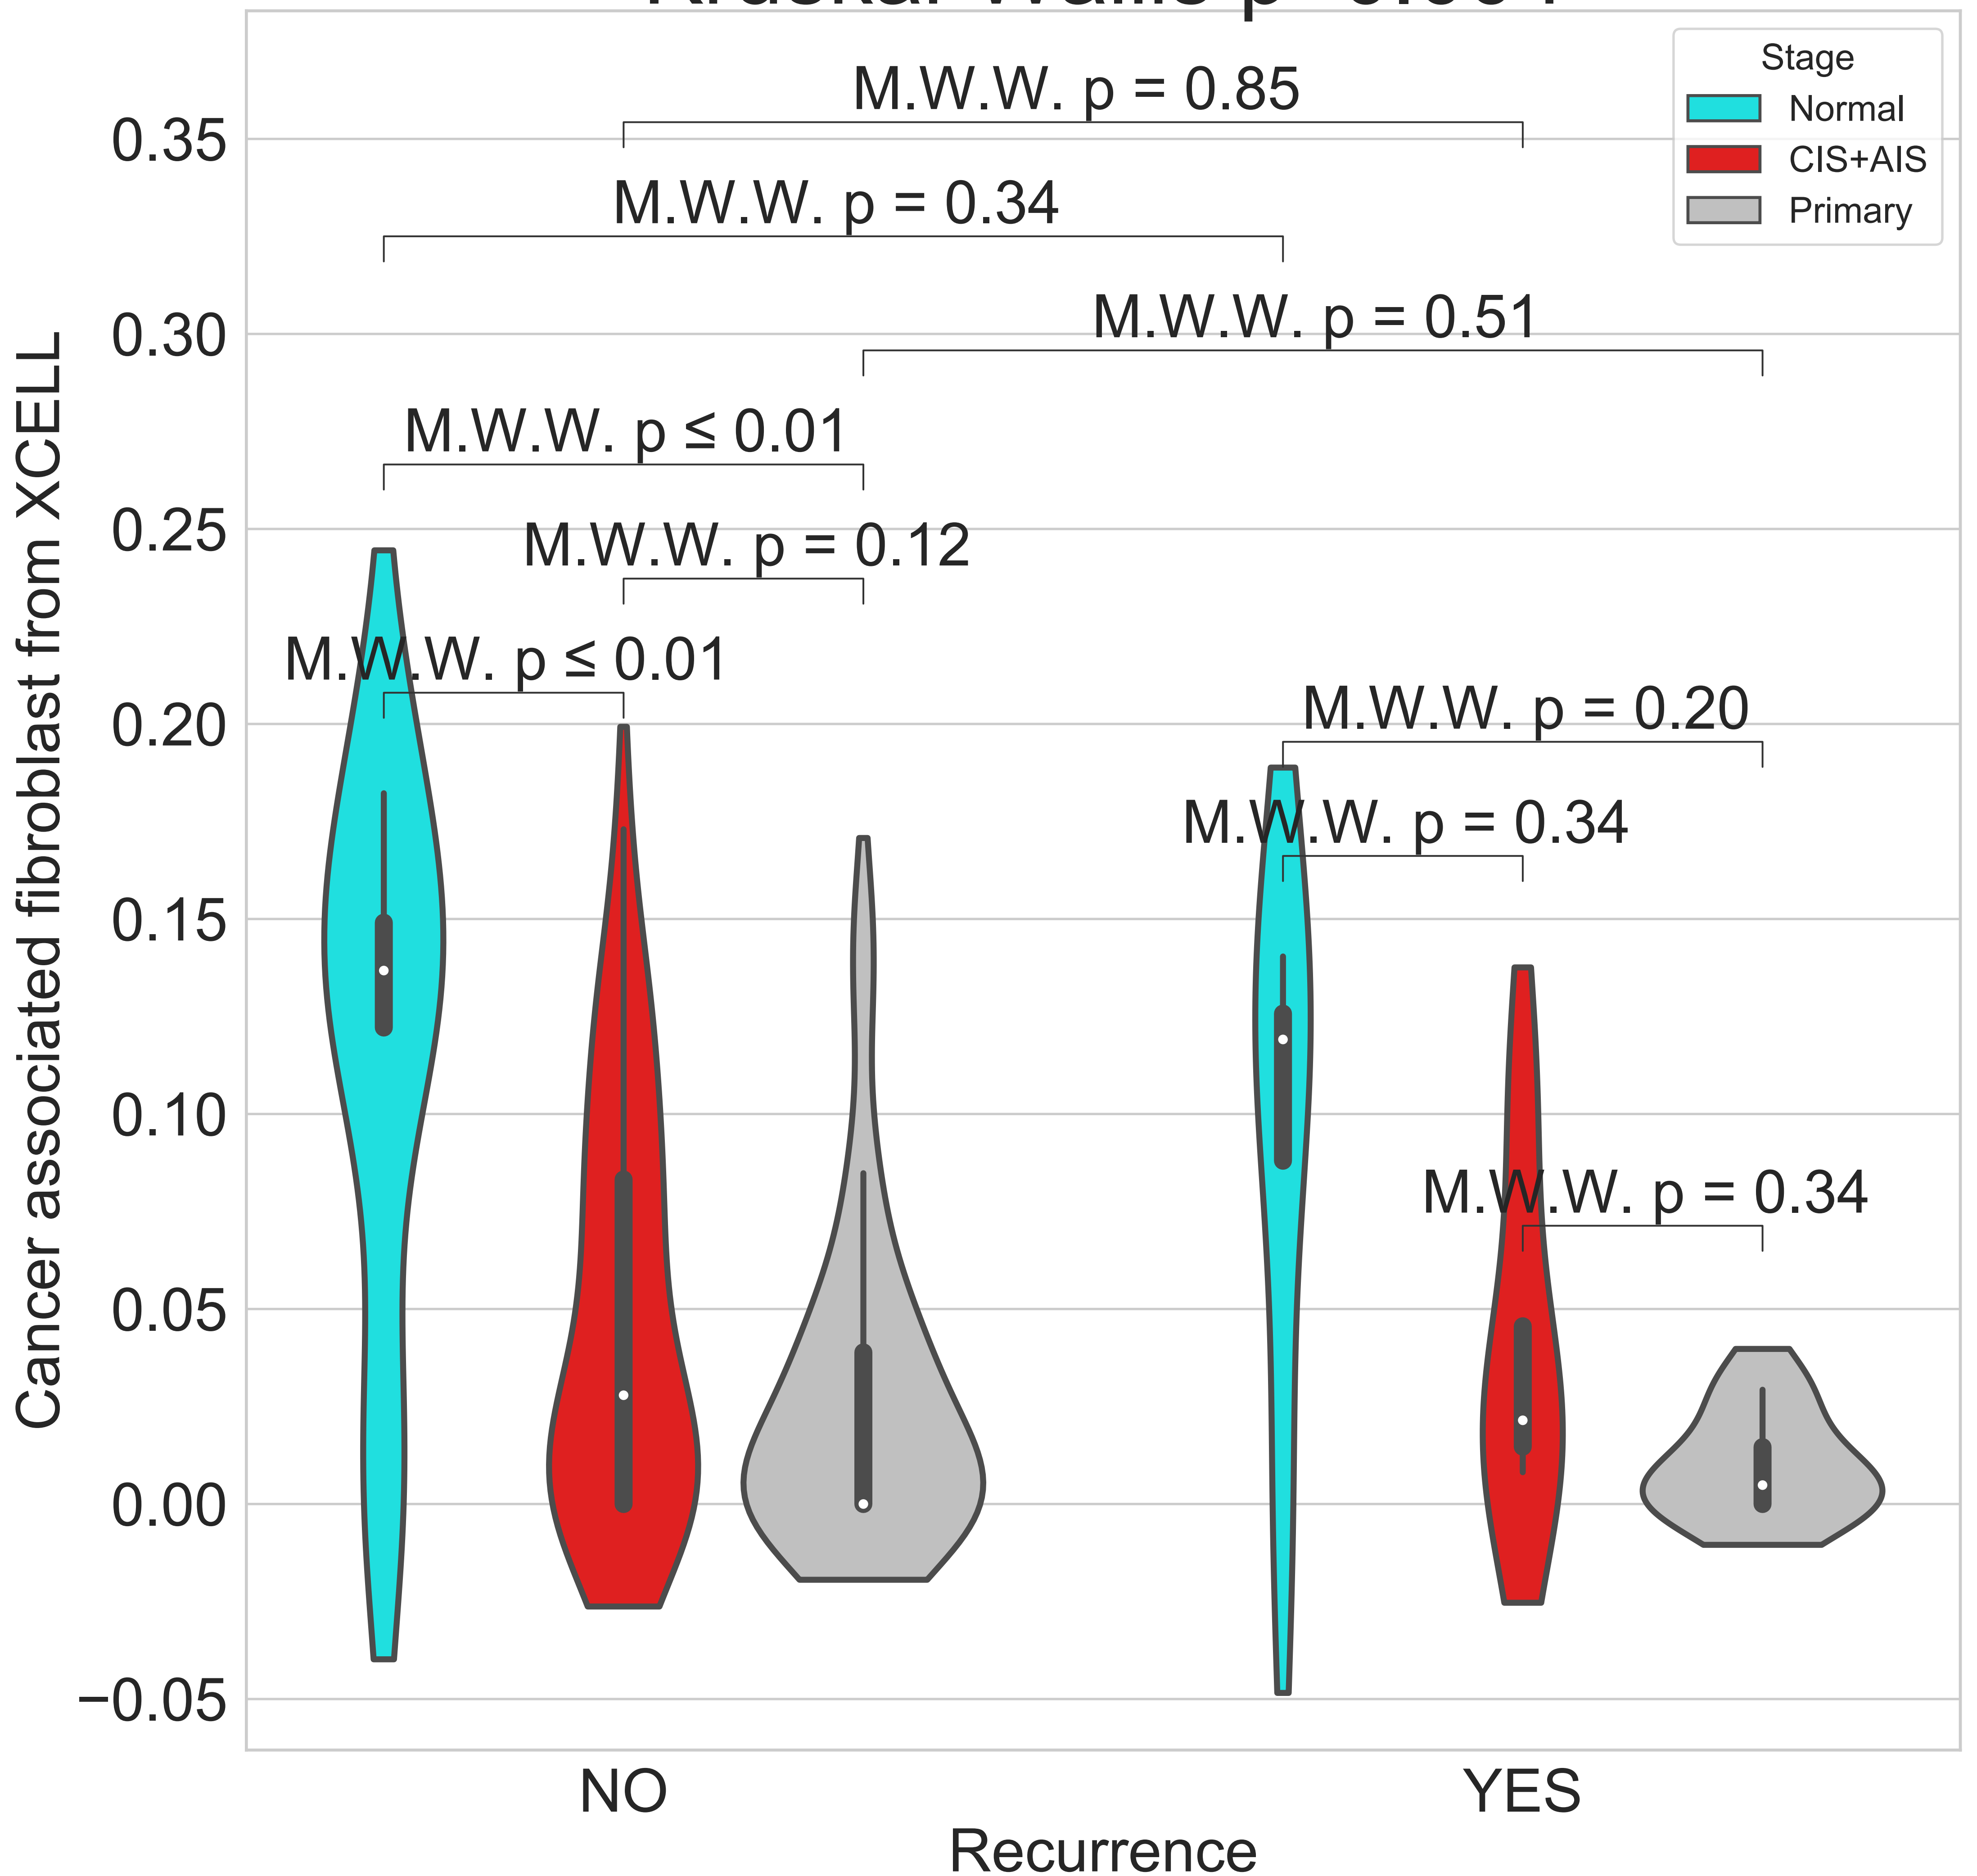 Stage
Normal
CIS+AIS
Primary
M.W.W. p = 0.85
M.W.W. p = 0.34
M.W.W. p = 0.51
M.W.W. p ≤ 0.01
M.W.W. p = 0.12
M.W.W. p ≤ 0.01
M.W.W. p = 0.20
M.W.W. p = 0.34
M.W.W. p = 0.34
0.35
0.30
0.25
0.20
0.15
0.10
0.05
0.00
−0.05
Cancer associated fibroblast from XCELL
NO
YES
Recurrence